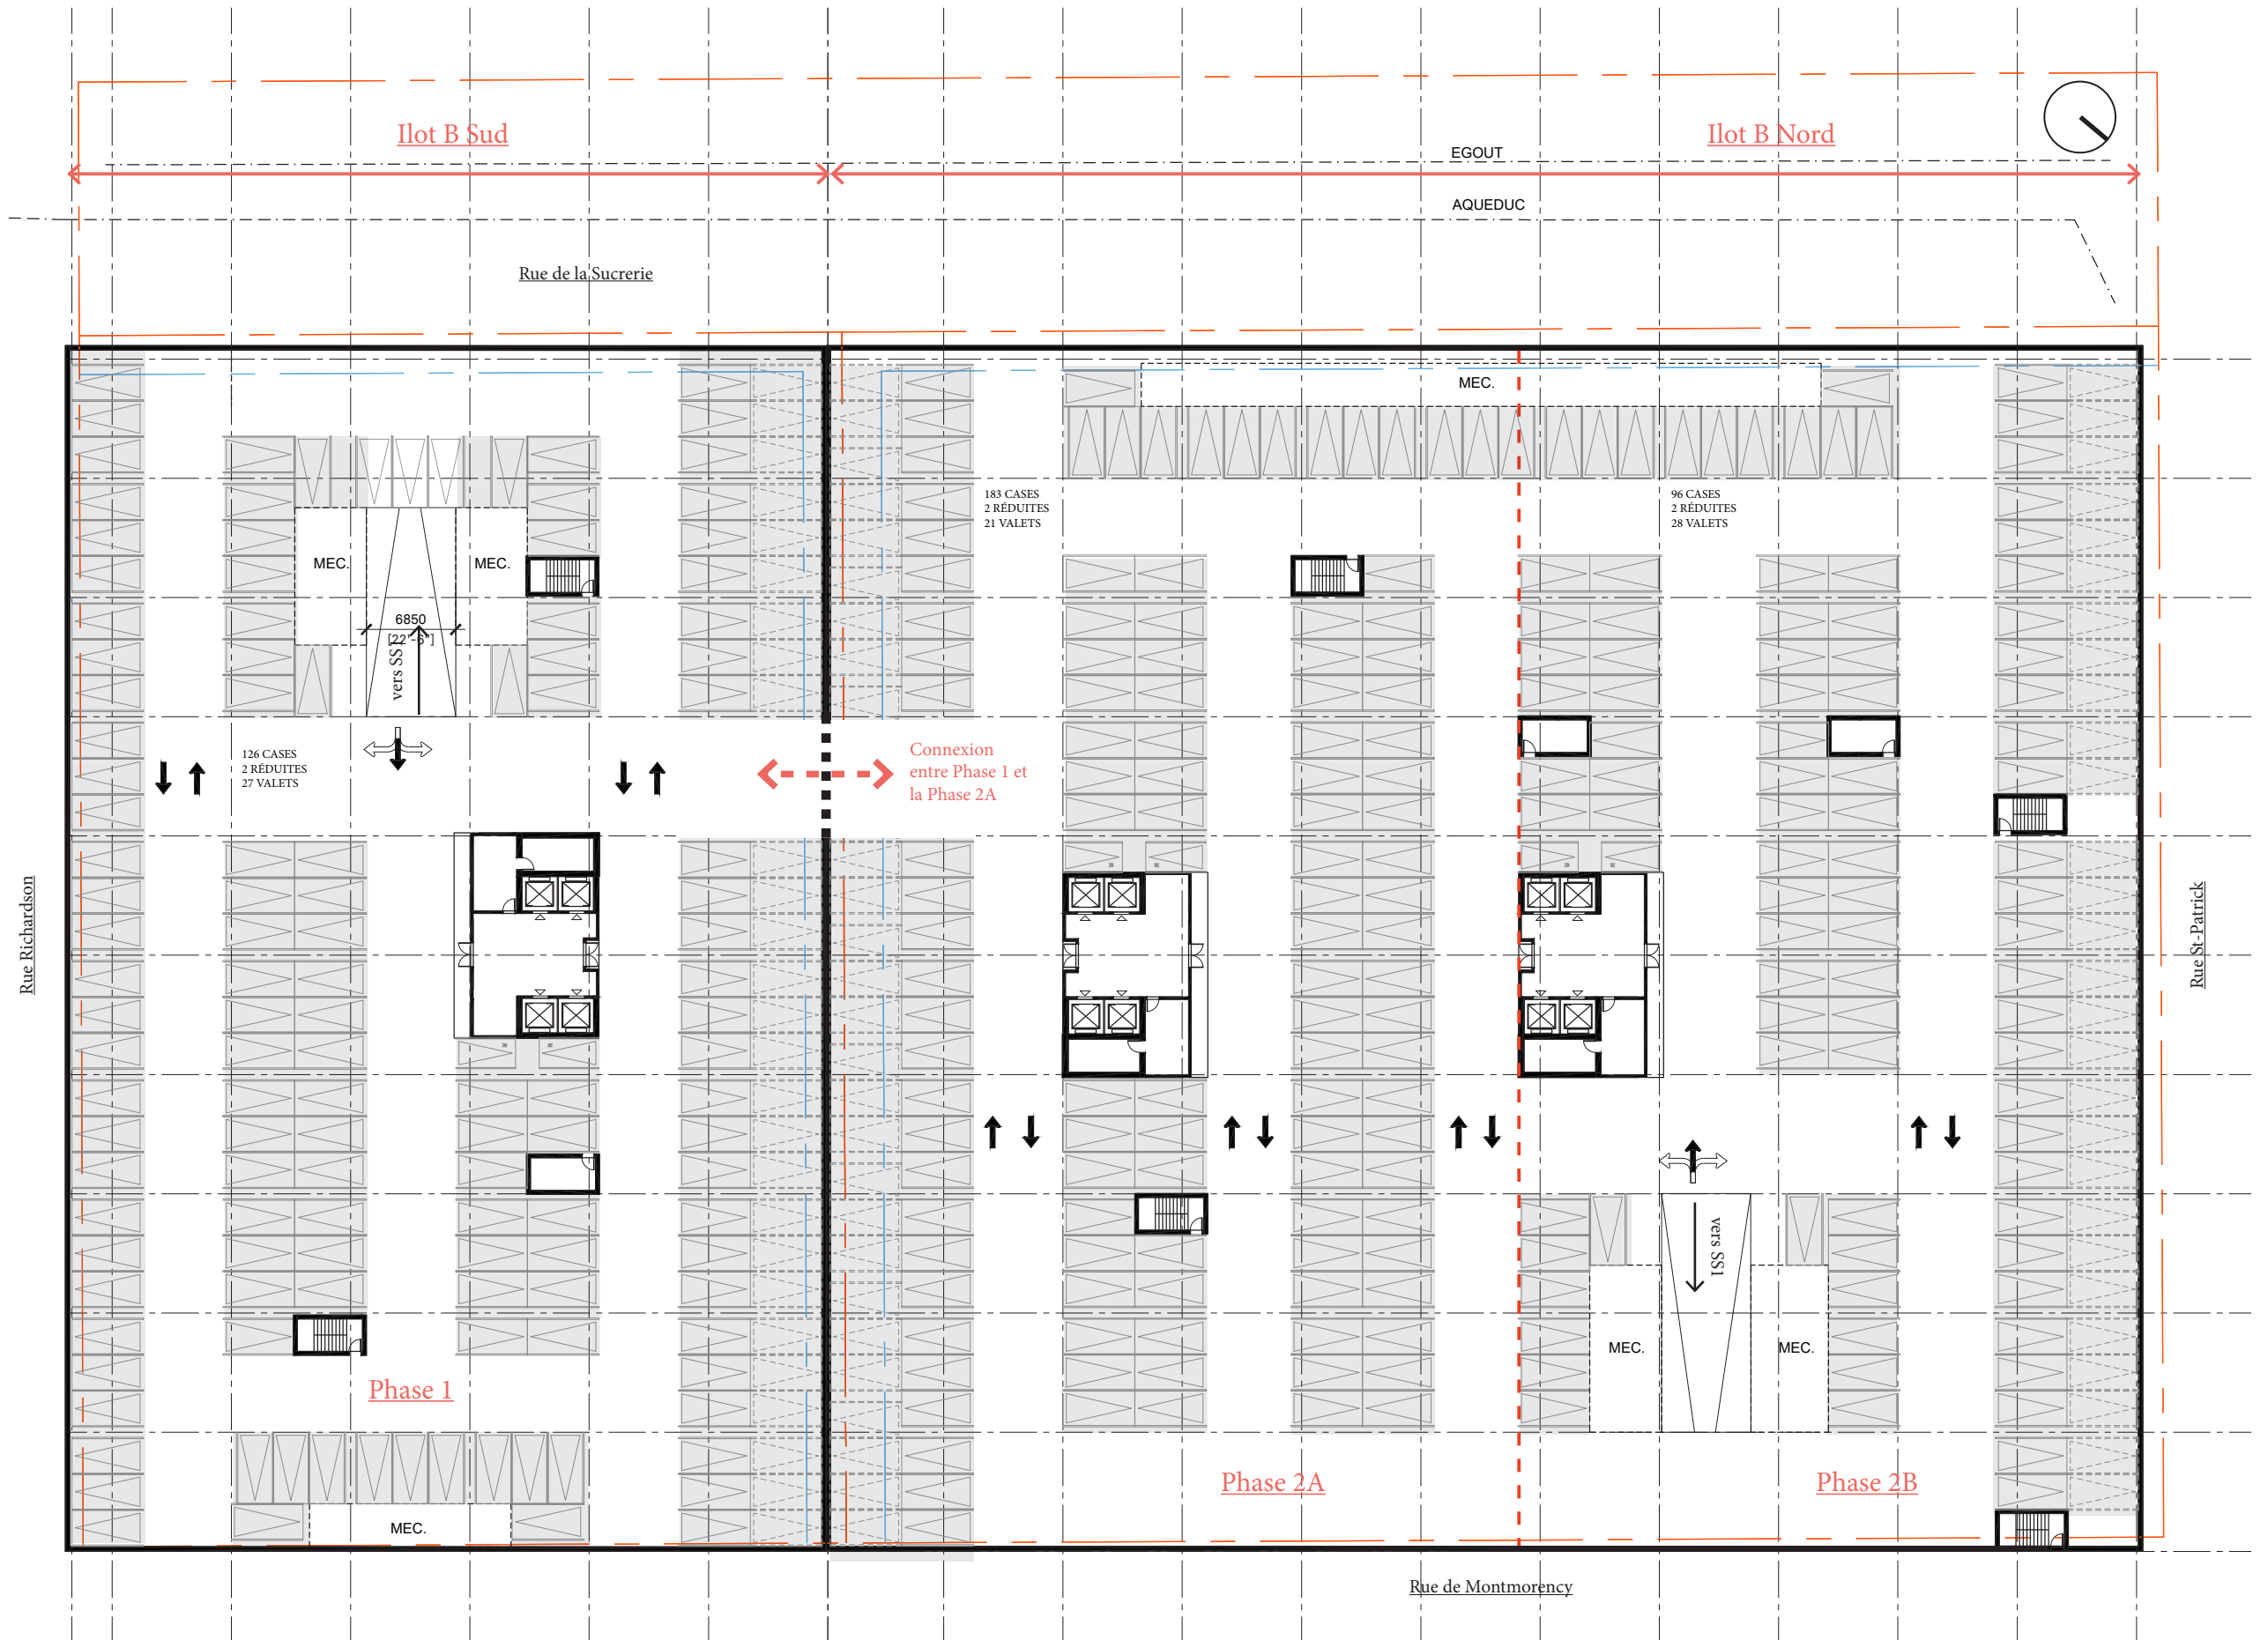 Ilot B Sud
Ilot B Nord
EGOUT
AQUEDUC
Rue de la Sucrerie
MEC.
183 CASES
2 RÉDUITES
21 VALETS
96 CASES
2 RÉDUITES
28 VALETS
MEC.
MEC.
6850
[22'-6"]
vers SS1
126 CASES
2 RÉDUITES
27 VALETS
Connexion
entre Phase 1 et
la Phase 2A
Rue Richardson
Rue St-Patrick
vers SS1
MEC.
MEC.
Phase 1
Phase 2A
Phase 2B
MEC.
Rue de Montmorency